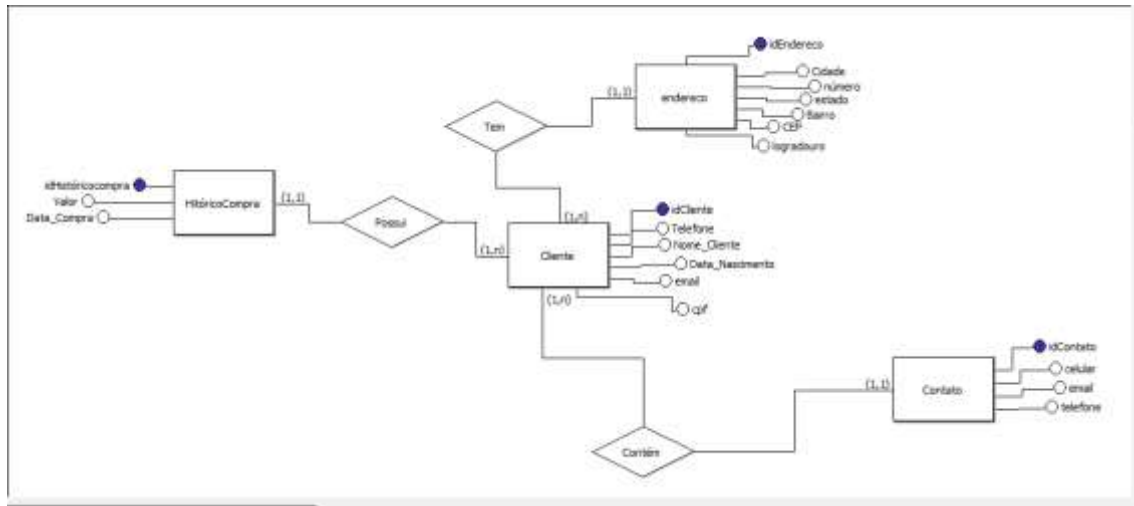 idEndereco
Cidade
número
estado
Bairro
CEP
logradouro
endereco
(1,1)
Tem
idHistóricocompra
Valor
Data_Compra
HitóricoCompra
(1,1)
Possui
(1,n)
(1,n)
Cliente
idCliente
Telefone
Nome_Cliente
Data_Nascimento
email
cpf
(1,n)
idContato
celular
email
telefone
Contato
(1,1)
Contém